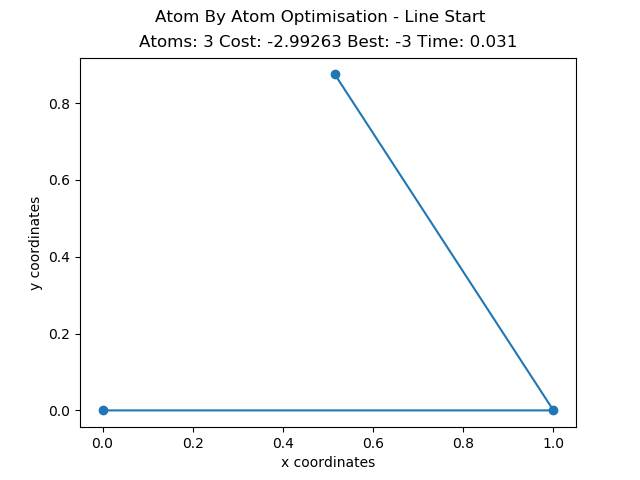 Atom By Atom Optimisation - Line Start
Atoms: 3 Cost: -2.99263 Best: -3 Time: 0.031
0.8
0.6
0.4
0.2
0.0
y coordinates
0.0 0.2 0.4 0.6 0.8 1.0
x coordinates